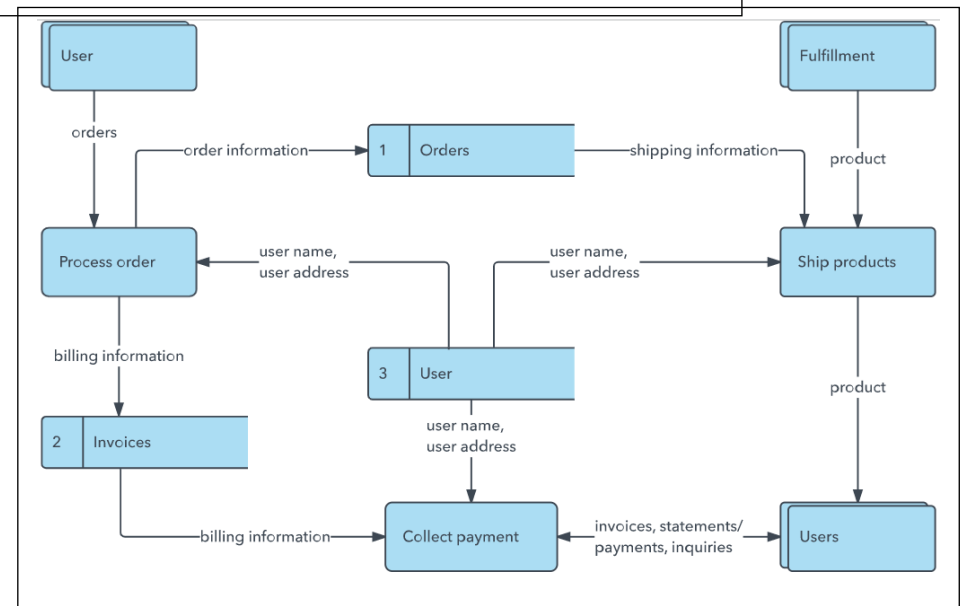 User
Fulfillment
orders
order information
1 Orders
shipping information
product
Process order
user name,
user address
user name,
user address
Ship products
billing information
3 User
product
2 Invoices
user name,
user address
billing information
Collect payment
invoices, statements/
payments, inquiries
Users